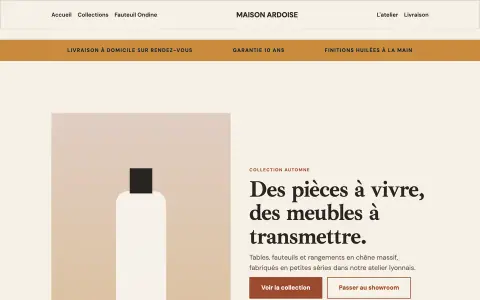 Accueil Collections Fauteuil Ondine MAISON ARDOISE L'atelier Livraison
LIVRAISON À DOMICILE SUR RENDEZ-VOUS GARANTIE 10 ANS FINITIONS HUILÉES À LA MAIN
COLLECTION AUTOMNE
Des pièces à vivre,
des meubles à
transmettre.
Tables, fauteuils et rangements en chêne massif,
fabriqués en petites séries dans notre atelier lyonnais.
Voir la collection Passer au showroom